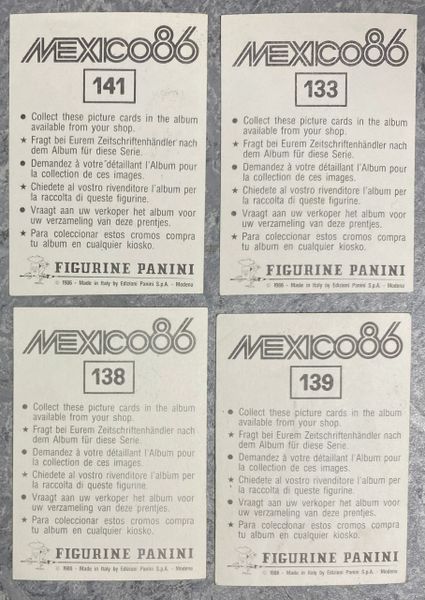 MEXICO86
141
● Collect these picture cards in the album
available from your shop.
★ Fragt bei Eurem Zeitschriftenhändler nach
dem Album für diese Serie.
● Demandez à votre détaillant l'Album pour
la collection de ces images.
★ Chiedete al vostro rivenditore l'album per
la raccolta di queste figurine.
● Vraagt aan uw verkoper het album voor
uw verzameling van deze prentjes.
★ Para coleccionar estos cromos compra
tu album en cualquier kiosko.
FIGURINE PANINI
© 1986 - Made in Italy by Edizioni Panini S.p.A. - Modena
MEXICO86
133
● Collect these picture cards in the album
available from your shop.
★ Fragt bei Eurem Zeitschriftenhändler nach
dem Album für diese Serie.
● Demandez à votre détaillant l'Album pour
la collection de ces images.
★ Chiedete al vostro rivenditore l'album per
la raccolta di queste figurine.
● Vraagt aan uw verkoper het album voor
uw verzameling van deze prentjes.
★ Para coleccionar estos cromos compra
tu album en cualquier kiosko.
FIGURINE PANINI
© 1986 - Made in Italy by Edizioni Panini S.p.A. - Modena
MEXICO86
138
● Collect these picture cards in the album
available from your shop.
★ Fragt bei Eurem Zeitschriftenhändler nach
dem Album für diese Serie.
● Demandez à votre détaillant l'Album pour
la collection de ces images.
★ Chiedete al vostro rivenditore l'album per
la raccolta di queste figurine.
● Vraagt aan uw verkoper het album voor
uw verzameling van deze prentjes.
★ Para coleccionar estos cromos compra
tu album en cualquier kiosko.
FIGURINE PANINI
© 1986 - Made in Italy by Edizioni Panini S.p.A. - Modena
MEXICO86
139
● Collect these picture cards in the album
available from your shop.
★ Fragt bei Eurem Zeitschriftenhändler nach
dem Album für diese Serie.
● Demandez à votre détaillant l'Album pour
la collection de ces images.
★ Chiedete al vostro rivenditore l'album per
la raccolta di queste figurine.
● Vraagt aan uw verkoper het album voor
uw verzameling van deze prentjes.
★ Para coleccionar estos cromos compra
tu album en cualquier kiosko.
FIGURINE PANINI
© 1986 - Made in Italy by Edizioni Panini S.p.A. - Modena